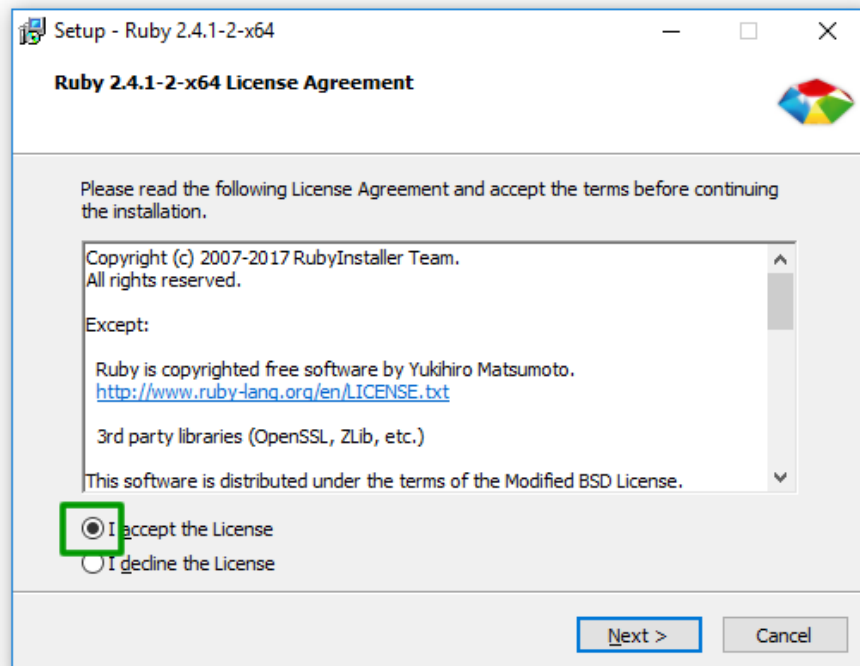 Setup - Ruby 2.4.1-2-x64
Ruby 2.4.1-2-x64 License Agreement
Please read the following License Agreement and accept the terms before continuing
the installation.
Copyright (c) 2007-2017 RubyInstaller Team.
All rights reserved.
Except:
Ruby is copyrighted free software by Yukihiro Matsumoto.
http://www.ruby-lang.org/en/LICENSE.txt
3rd party libraries (OpenSSL, ZLib, etc.)
This software is distributed under the terms of the Modified BSD License.
I accept the License
I decline the License
Next > Cancel